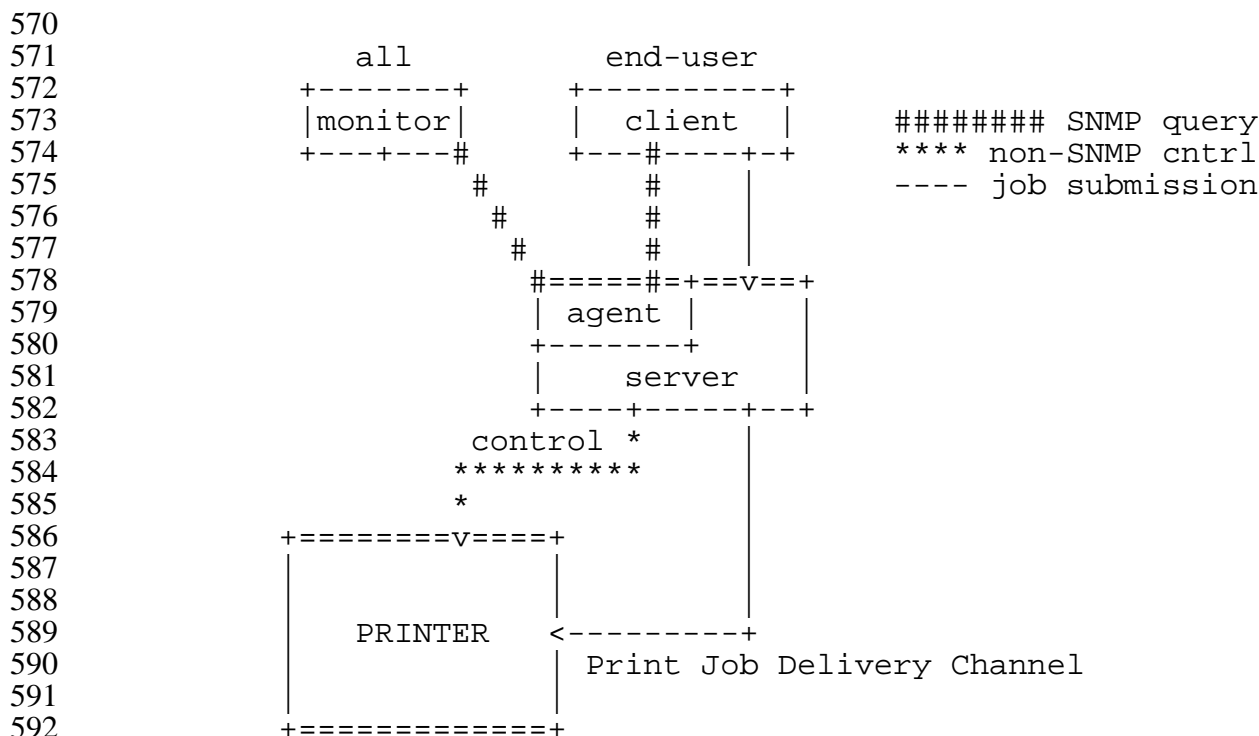 570
571 all end-user
572 +-------+ +----------+
573 |monitor| | client | ######## SNMP query
574 +---+---# +---#----+-+ **** non-SNMP cntrl
575 # # | ---- job submission
576 # # |
577 # # |
578 #=====#=+==v==+
579 | agent | |
580 +-------+ |
581 | server |
582 +----+-----+--+
583 control * |
584 ********** |
585 * |
586 +========v====+ |
587 | | |
588 | | |
589 | PRINTER <---------+
590 | | Print Job Delivery Channel
591 | |
592 +=============+